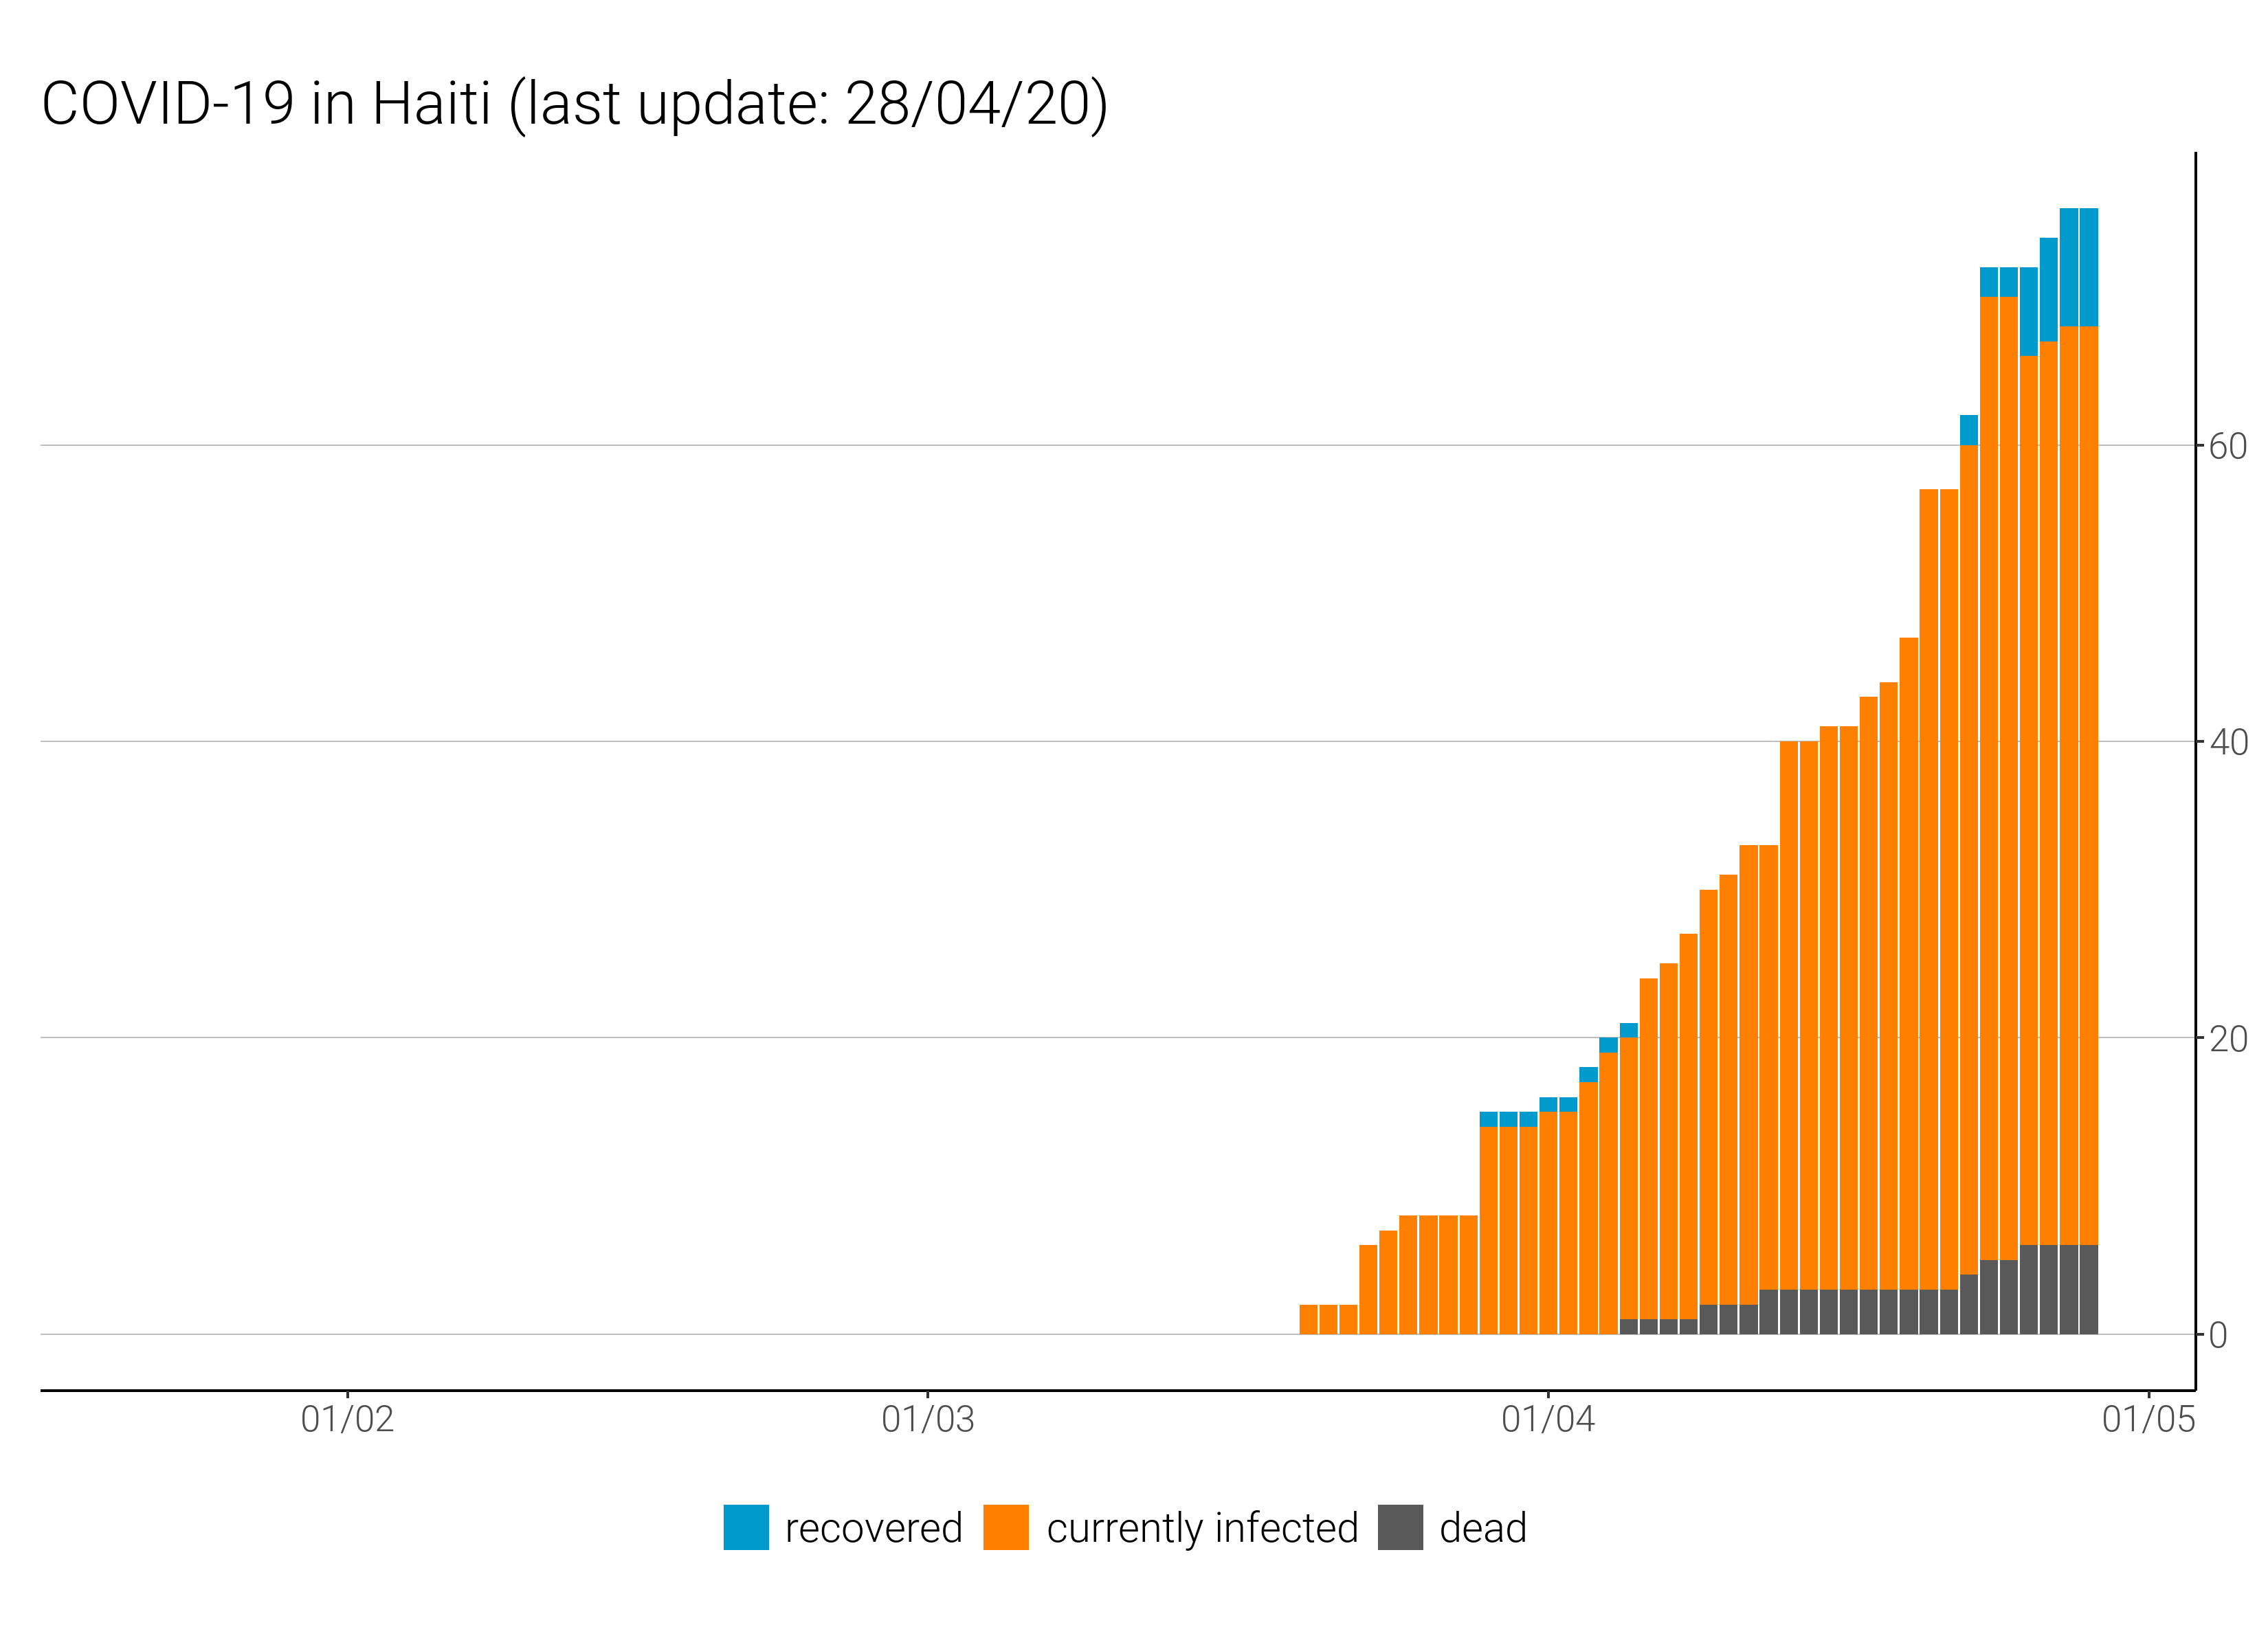 COVID-19 in Haiti (last update: 28/04/20)
60
40
20
0
01/02 01/03 01/04 01/05
recovered currently infected dead